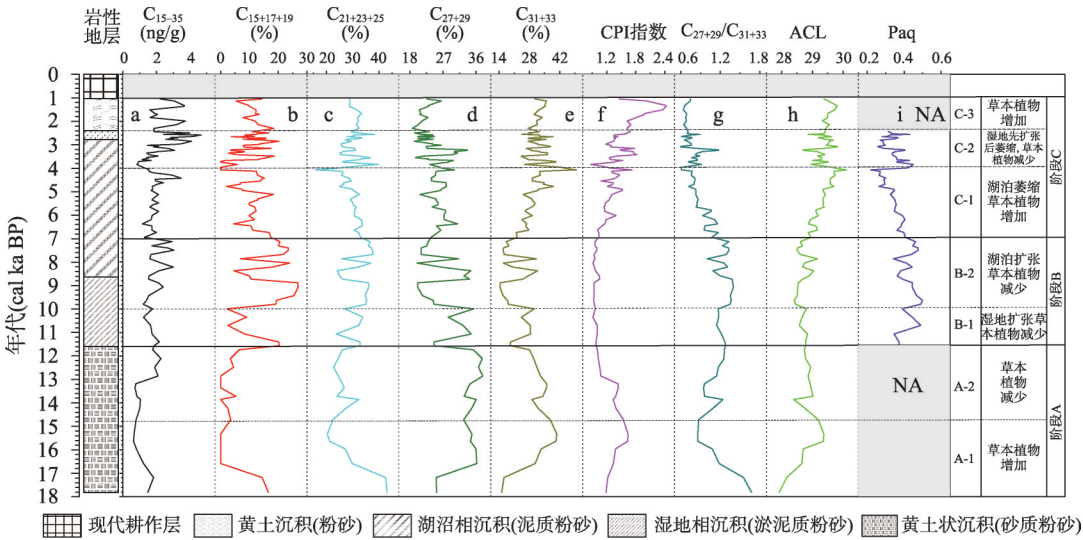 岩性
地层
C15–35
(ng/g)
C15+17+19
(%)
C21+23+25
(%)
C27+29
(%)
C31+33
(%)
CPI指数
C27+29/C31+33
ACL
Paq
0 2 4
0 10 20 30
20 30 40
18 27 36
14 28 42
1.2 1.8 2.4
0.6 1.2 1.8
28 29 30
0.2 0.4 0.6
年代(cal ka BP)
0
1
2
3
4
5
6
7
8
9
10
11
12
13
14
15
16
17
18
a b c d e f g h i NA
NA
C-3
草本植物
增加
C-2
湿地先扩张
后萎缩,草本
植物减少
C-1
湖泊萎缩
草本植物
增加
阶段C
B-2
湖泊扩张
草本植物
减少
B-1
湿地扩张草
本植物减少
阶段B
A-2
草本
植物
减少
A-1
草本植物
增加
阶段A
现代耕作层 黄土沉积(粉砂) 湖沼相沉积(泥质粉砂) 湿地相沉积(淤泥质粉砂) 黄土状沉积(砂质粉砂)